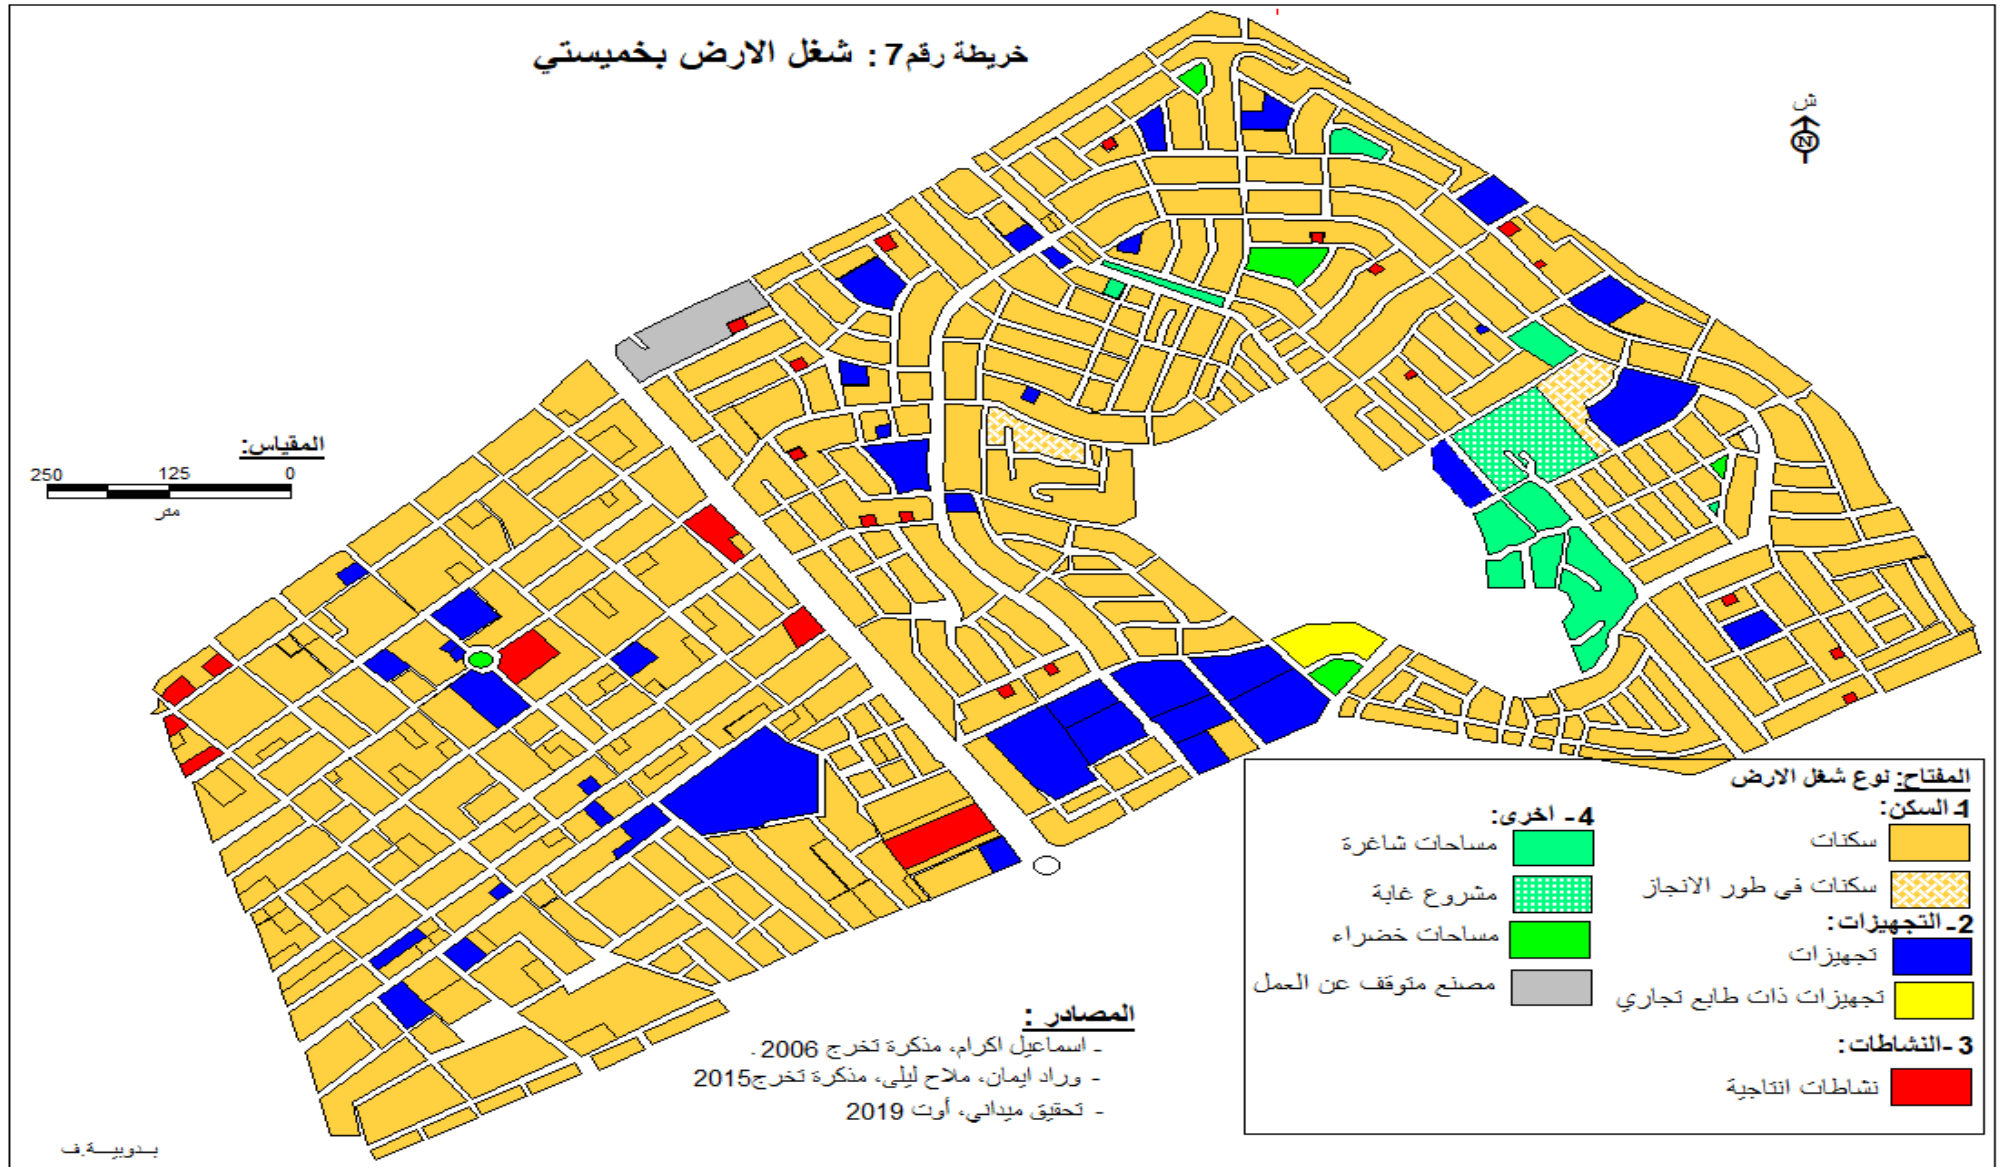 خريطة رقم7 : شغل الارض بخميستي
ش
N
المقياس:
250 125 0
متر
المفتاح: نوع شغل الارض
1- السكن:
سكنات
سكنات في طور الانجاز
2- التجهيزات:
تجهيزات
تجهيزات ذات طابع تجاري
3-النشاطات:
نشاطات انتاجية
4- اخرى:
مساحات شاغرة
مشروع غابة
مساحات خضراء
مصنع متوقف عن العمل
المصادر :
- اسماعيل اكرام، مذكرة تخرج 2006.
- وراد ايمان، ملاح ليلى، مذكرة تخرج2015
- تحقيق ميداني، أوت 2019
بـدوبيـــة.ف